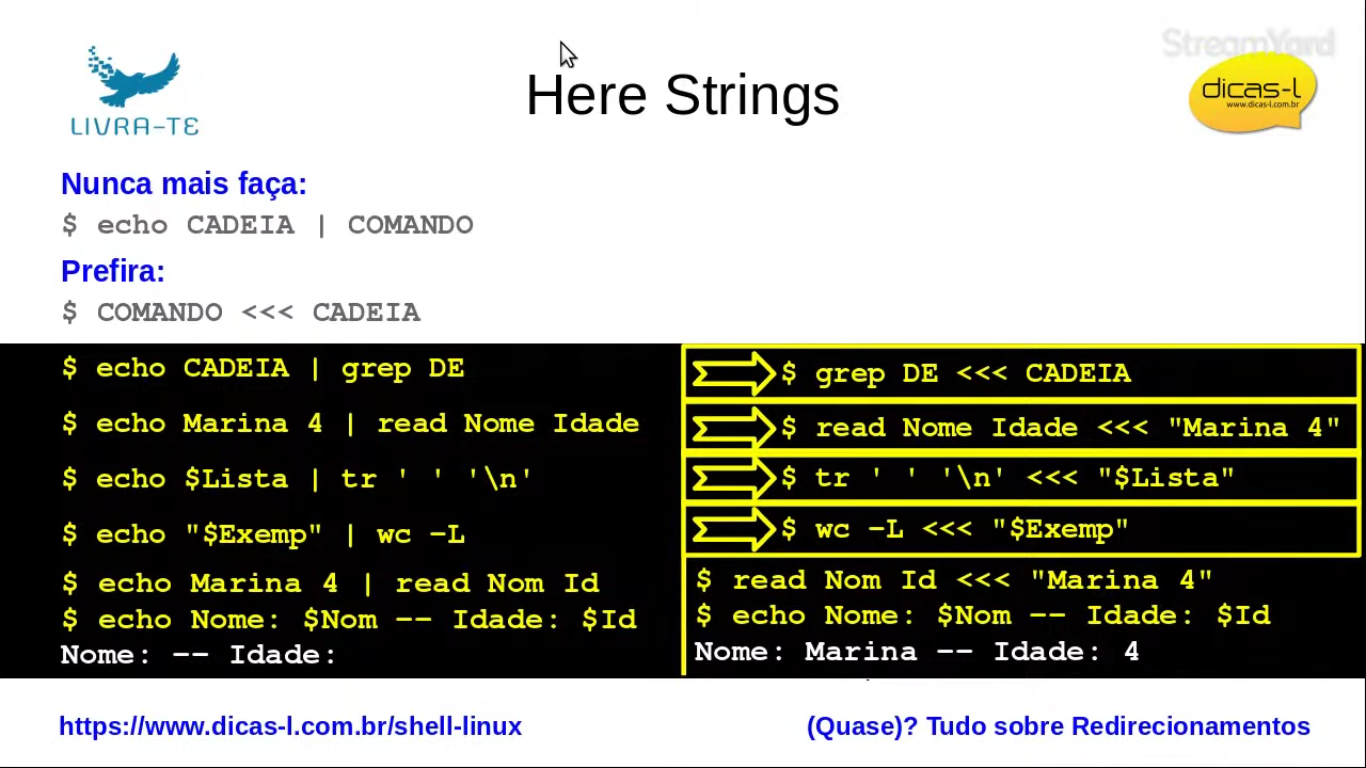 StreamYard
LIVRA-TE
Here Strings
dicas-l
www.dicas-l.com.br
Nunca mais faça:
$ echo CADEIA | COMANDO
Prefira:
$ COMANDO <<< CADEIA
$ echo CADEIA | grep DE
$ echo Marina 4 | read Nome Idade
$ echo $Lista | tr ' ' '\n'
$ echo "$Exemp" | wc -L
$ echo Marina 4 | read Nom Id
$ echo Nome: $Nom -- Idade: $Id
Nome: -- Idade:
$ grep DE <<< CADEIA
$ read Nome Idade <<< "Marina 4"
$ tr ' ' '\n' <<< "$Lista"
$ wc -L <<< "$Exemp"
$ read Nom Id <<< "Marina 4"
$ echo Nome: $Nom -- Idade: $Id
Nome: Marina -- Idade: 4
https://www.dicas-l.com.br/shell-linux
(Quase)? Tudo sobre Redirecionamentos